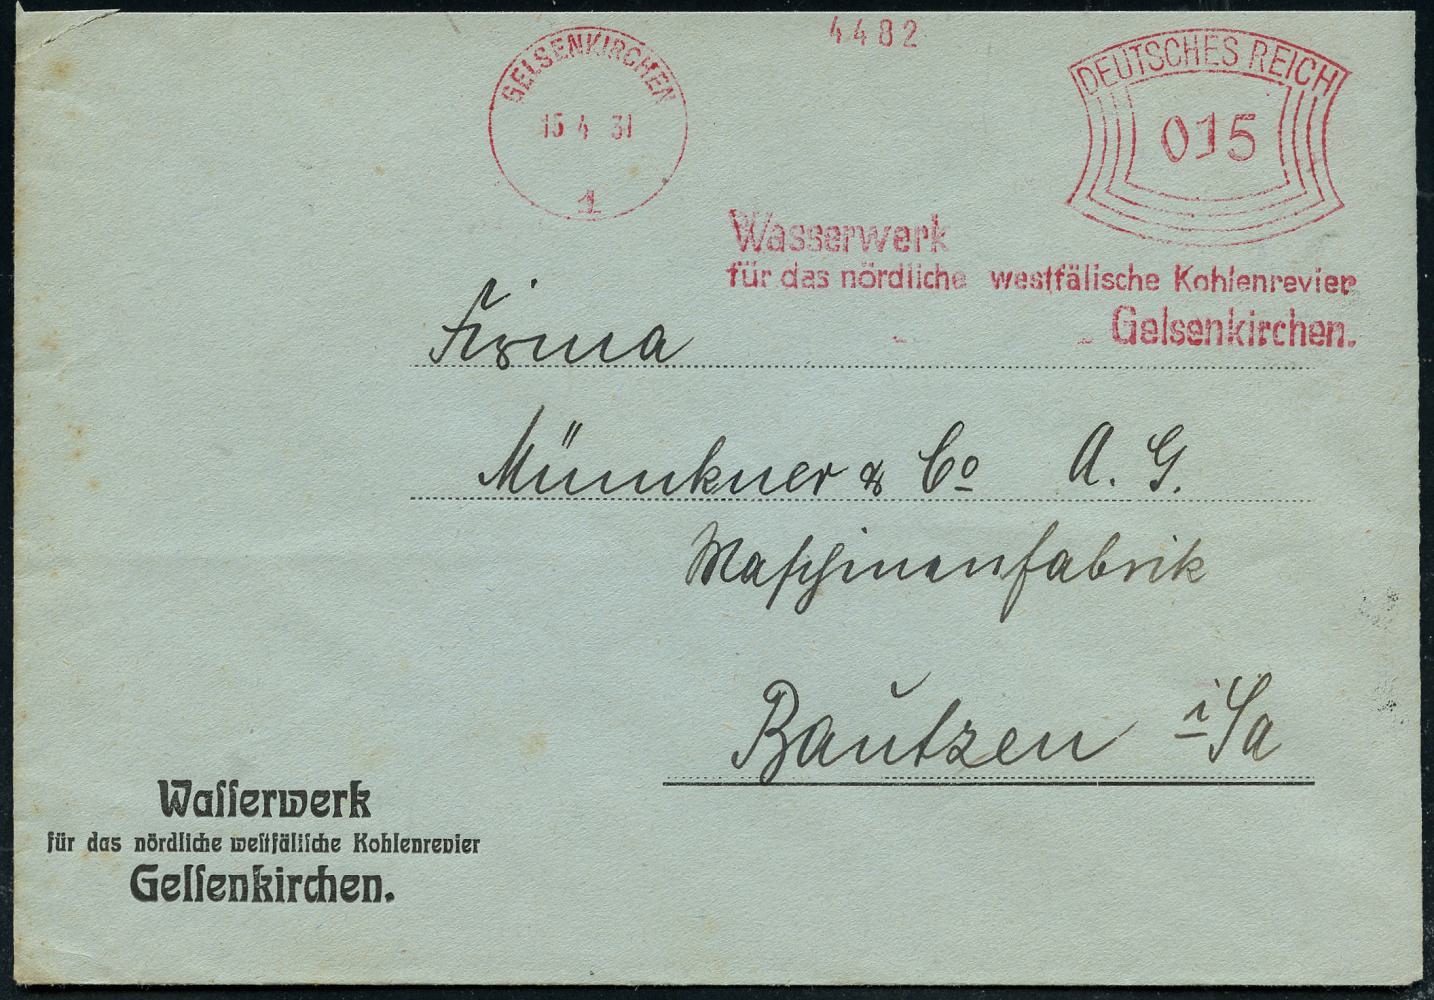 4482
GELSENKIRCHEN
15 4 31
1
DEUTSCHES REICH
015
Wasserwerk
für das nördliche westfälische Kohlenrevier
Gelsenkirchen.
Firma
Münnkner & Co A. G.
Maschinenfabrik
Bautzen i/Sa
Waſſerwerk
für das nördliche weſtfäliſche Kohlenrevier
Gelſenkirchen.